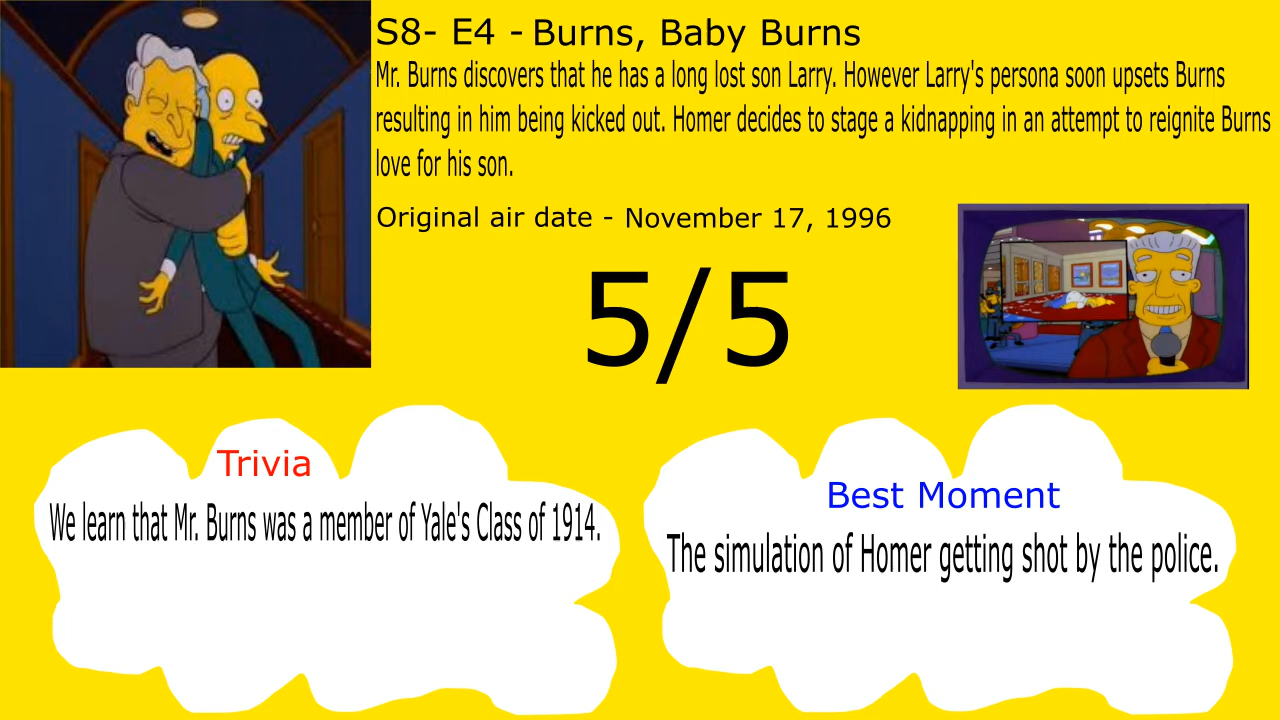 S8- E4 - Burns, Baby Burns
Mr. Burns discovers that he has a long lost son Larry. However Larry's persona soon upsets Burns
resulting in him being kicked out. Homer decides to stage a kidnapping in an attempt to reignite Burns
love for his son.
Original air date - November 17, 1996
5/5
Trivia
We learn that Mr. Burns was a member of Yale's Class of 1914.
Best Moment
The simulation of Homer getting shot by the police.